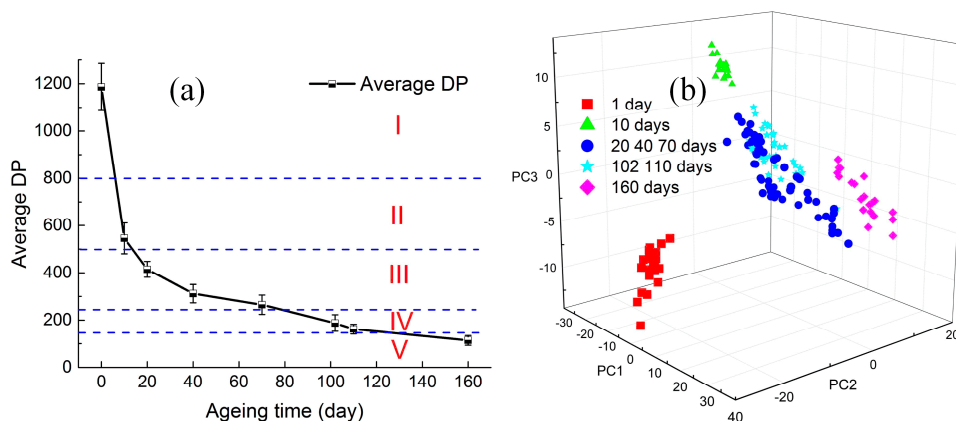 (a)
Average DP
I
II
III
IV
V
1200
1000
800
600
400
200
0
Average DP
0 20 40 60 80 100 120 140 160
Ageing time (day)
(b)
1 day
10 days
20 40 70 days
102 110 days
160 days
10
5
0
-5
-10
PC3
-30 -20 -10 0 10 20 30 40
PC1
-20 0 20
PC2